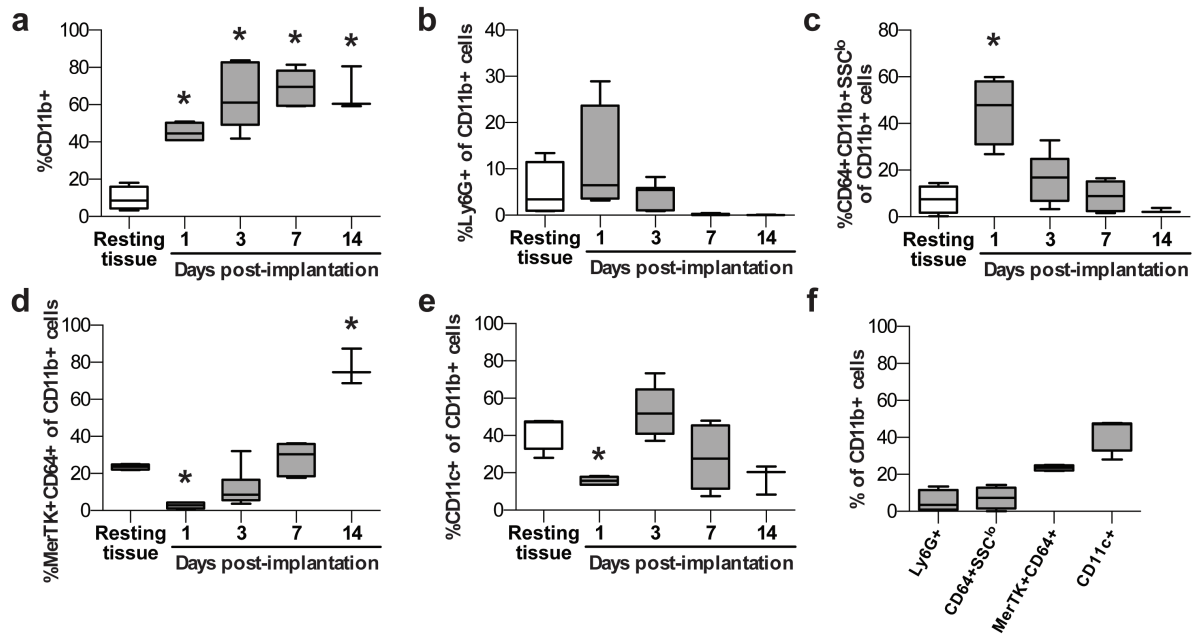 a
%CD11b+
100
80
60
40
20
0
*
*
*
*
Resting
tissue
1
3
7
14
Days post-implantation
b
%Ly6G+ of CD11b+ cells
40
30
20
10
0
Resting
tissue
1
3
7
14
Days post-implantation
c
%CD64+CD11b+SSClo
of CD11b+ cells
80
60
40
20
0
*
Resting
tissue
1
3
7
14
Days post-implantation
d
%MerTK+CD64+ of CD11b+ cells
100
80
60
40
20
0
*
*
Resting
tissue
1
3
7
14
Days post-implantation
e
%CD11c+ of CD11b+ cells
100
80
60
40
20
0
*
Resting
tissue
1
3
7
14
Days post-implantation
f
% of CD11b+ cells
100
80
60
40
20
0
Ly6G+
CD64+SSClo
MerTK+CD64+
CD11c+